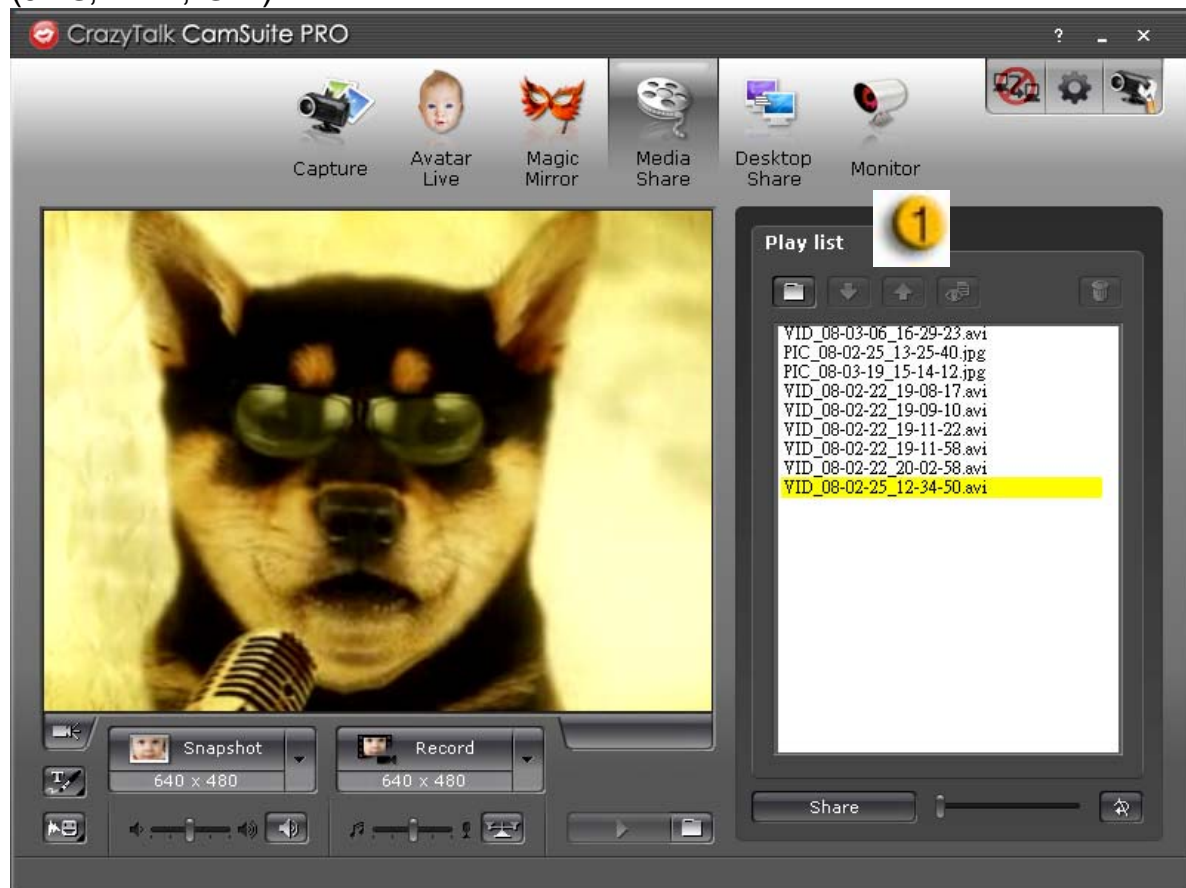 CrazyTalk CamSuite PRO
Capture
Avatar
Live
Magic
Mirror
Media
Share
Desktop
Share
Monitor
1
Play list
VID_08-03-06_16-29-23.avi
PIC_08-02-25_13-25-40.jpg
PIC_08-03-19_15-14-12.jpg
VID_08-02-22_19-08-17.avi
VID_08-02-22_19-09-10.avi
VID_08-02-22_19-11-22.avi
VID_08-02-22_19-11-58.avi
VID_08-02-22_20-02-58.avi
VID_08-02-25_12-34-50.avi
Snapshot
640 x 480
Record
640 x 480
Share